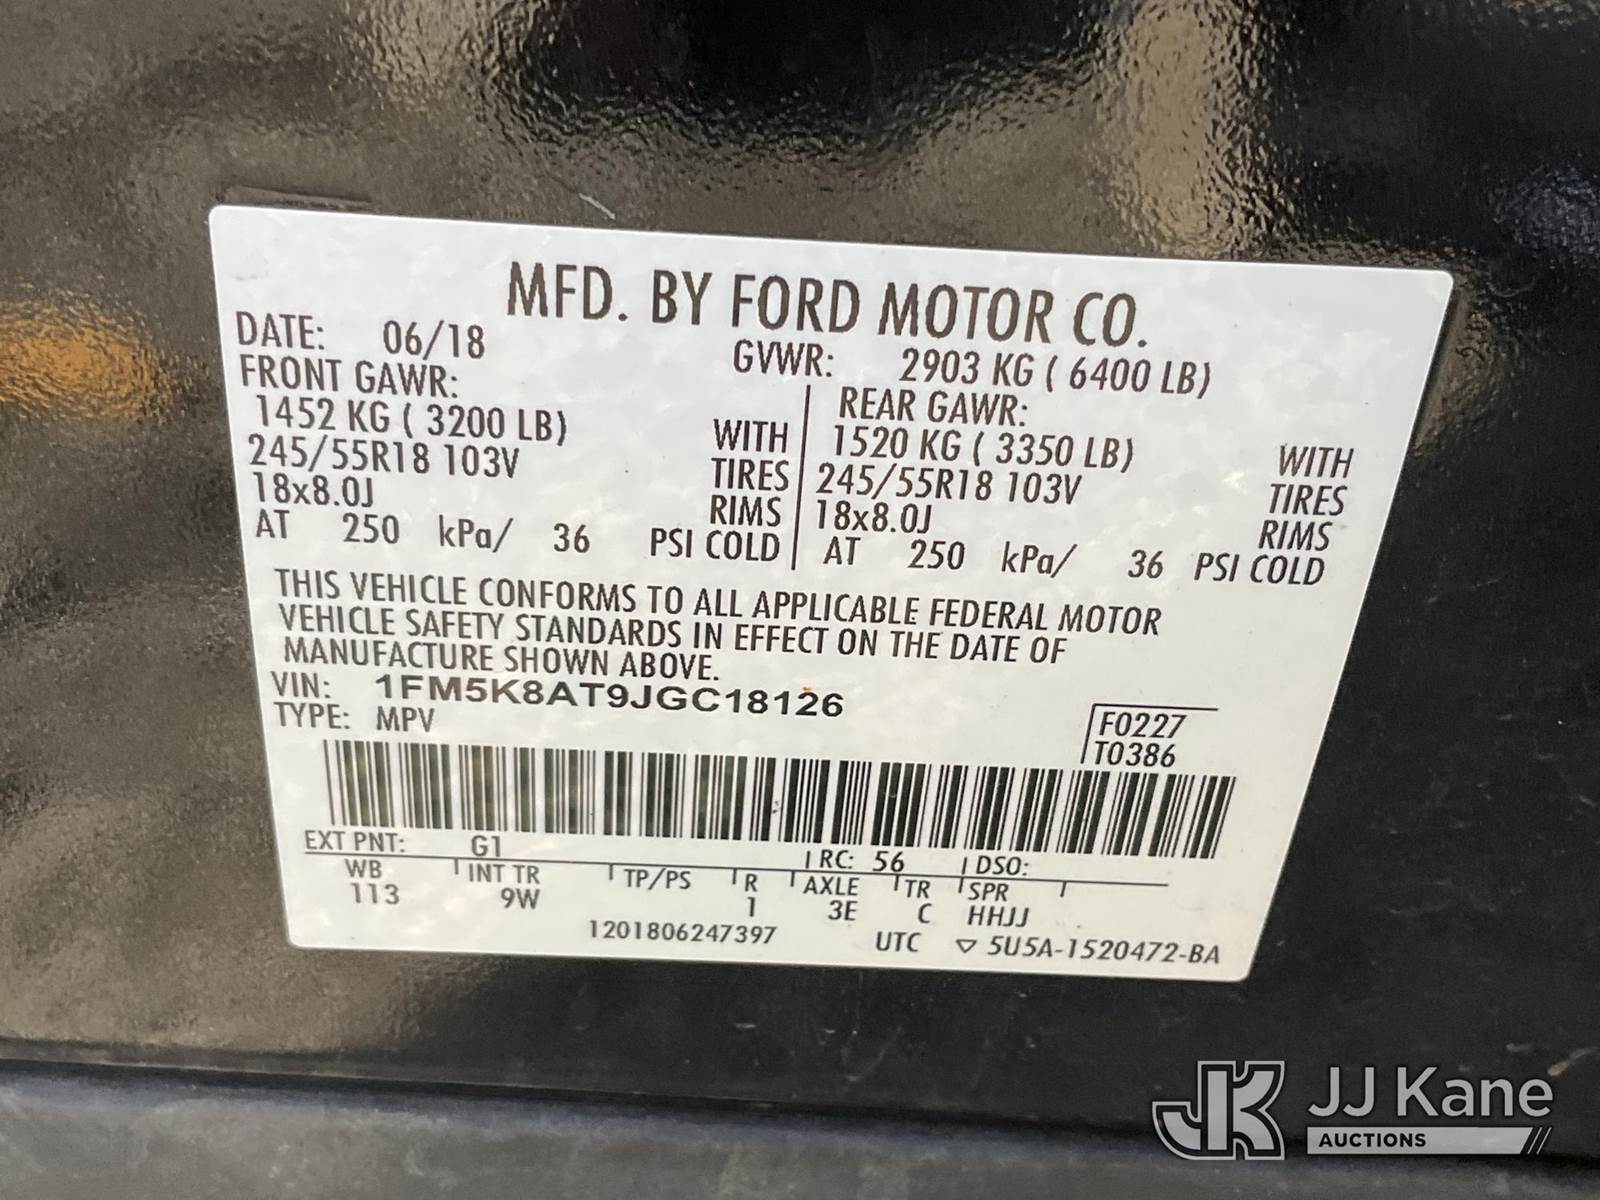 MFD. BY FORD MOTOR CO.
DATE: 06/18 GVWR: 2903 KG ( 6400 LB)
FRONT GAWR: REAR GAWR:
1452 KG ( 3200 LB) WITH 1520 KG ( 3350 LB) WITH
245/55R18 103V TIRES 245/55R18 103V TIRES
18x8.0J RIMS 18x8.0J RIMS
AT 250 kPa/ 36 PSI COLD AT 250 kPa/ 36 PSI COLD
THIS VEHICLE CONFORMS TO ALL APPLICABLE FEDERAL MOTOR
VEHICLE SAFETY STANDARDS IN EFFECT ON THE DATE OF
MANUFACTURE SHOWN ABOVE.
VIN: 1FM5K8AT9JGC18126
TYPE: MPV F0227
T0386
EXT PNT: G1 RC: 56 DSO:
WB INT TR TP/PS R AXLE TR SPR
113 9W 1 3E C HHJJ
1201806247397 UTC ▽ 5U5A-1520472-BA
JK JJ Kane
AUCTIONS